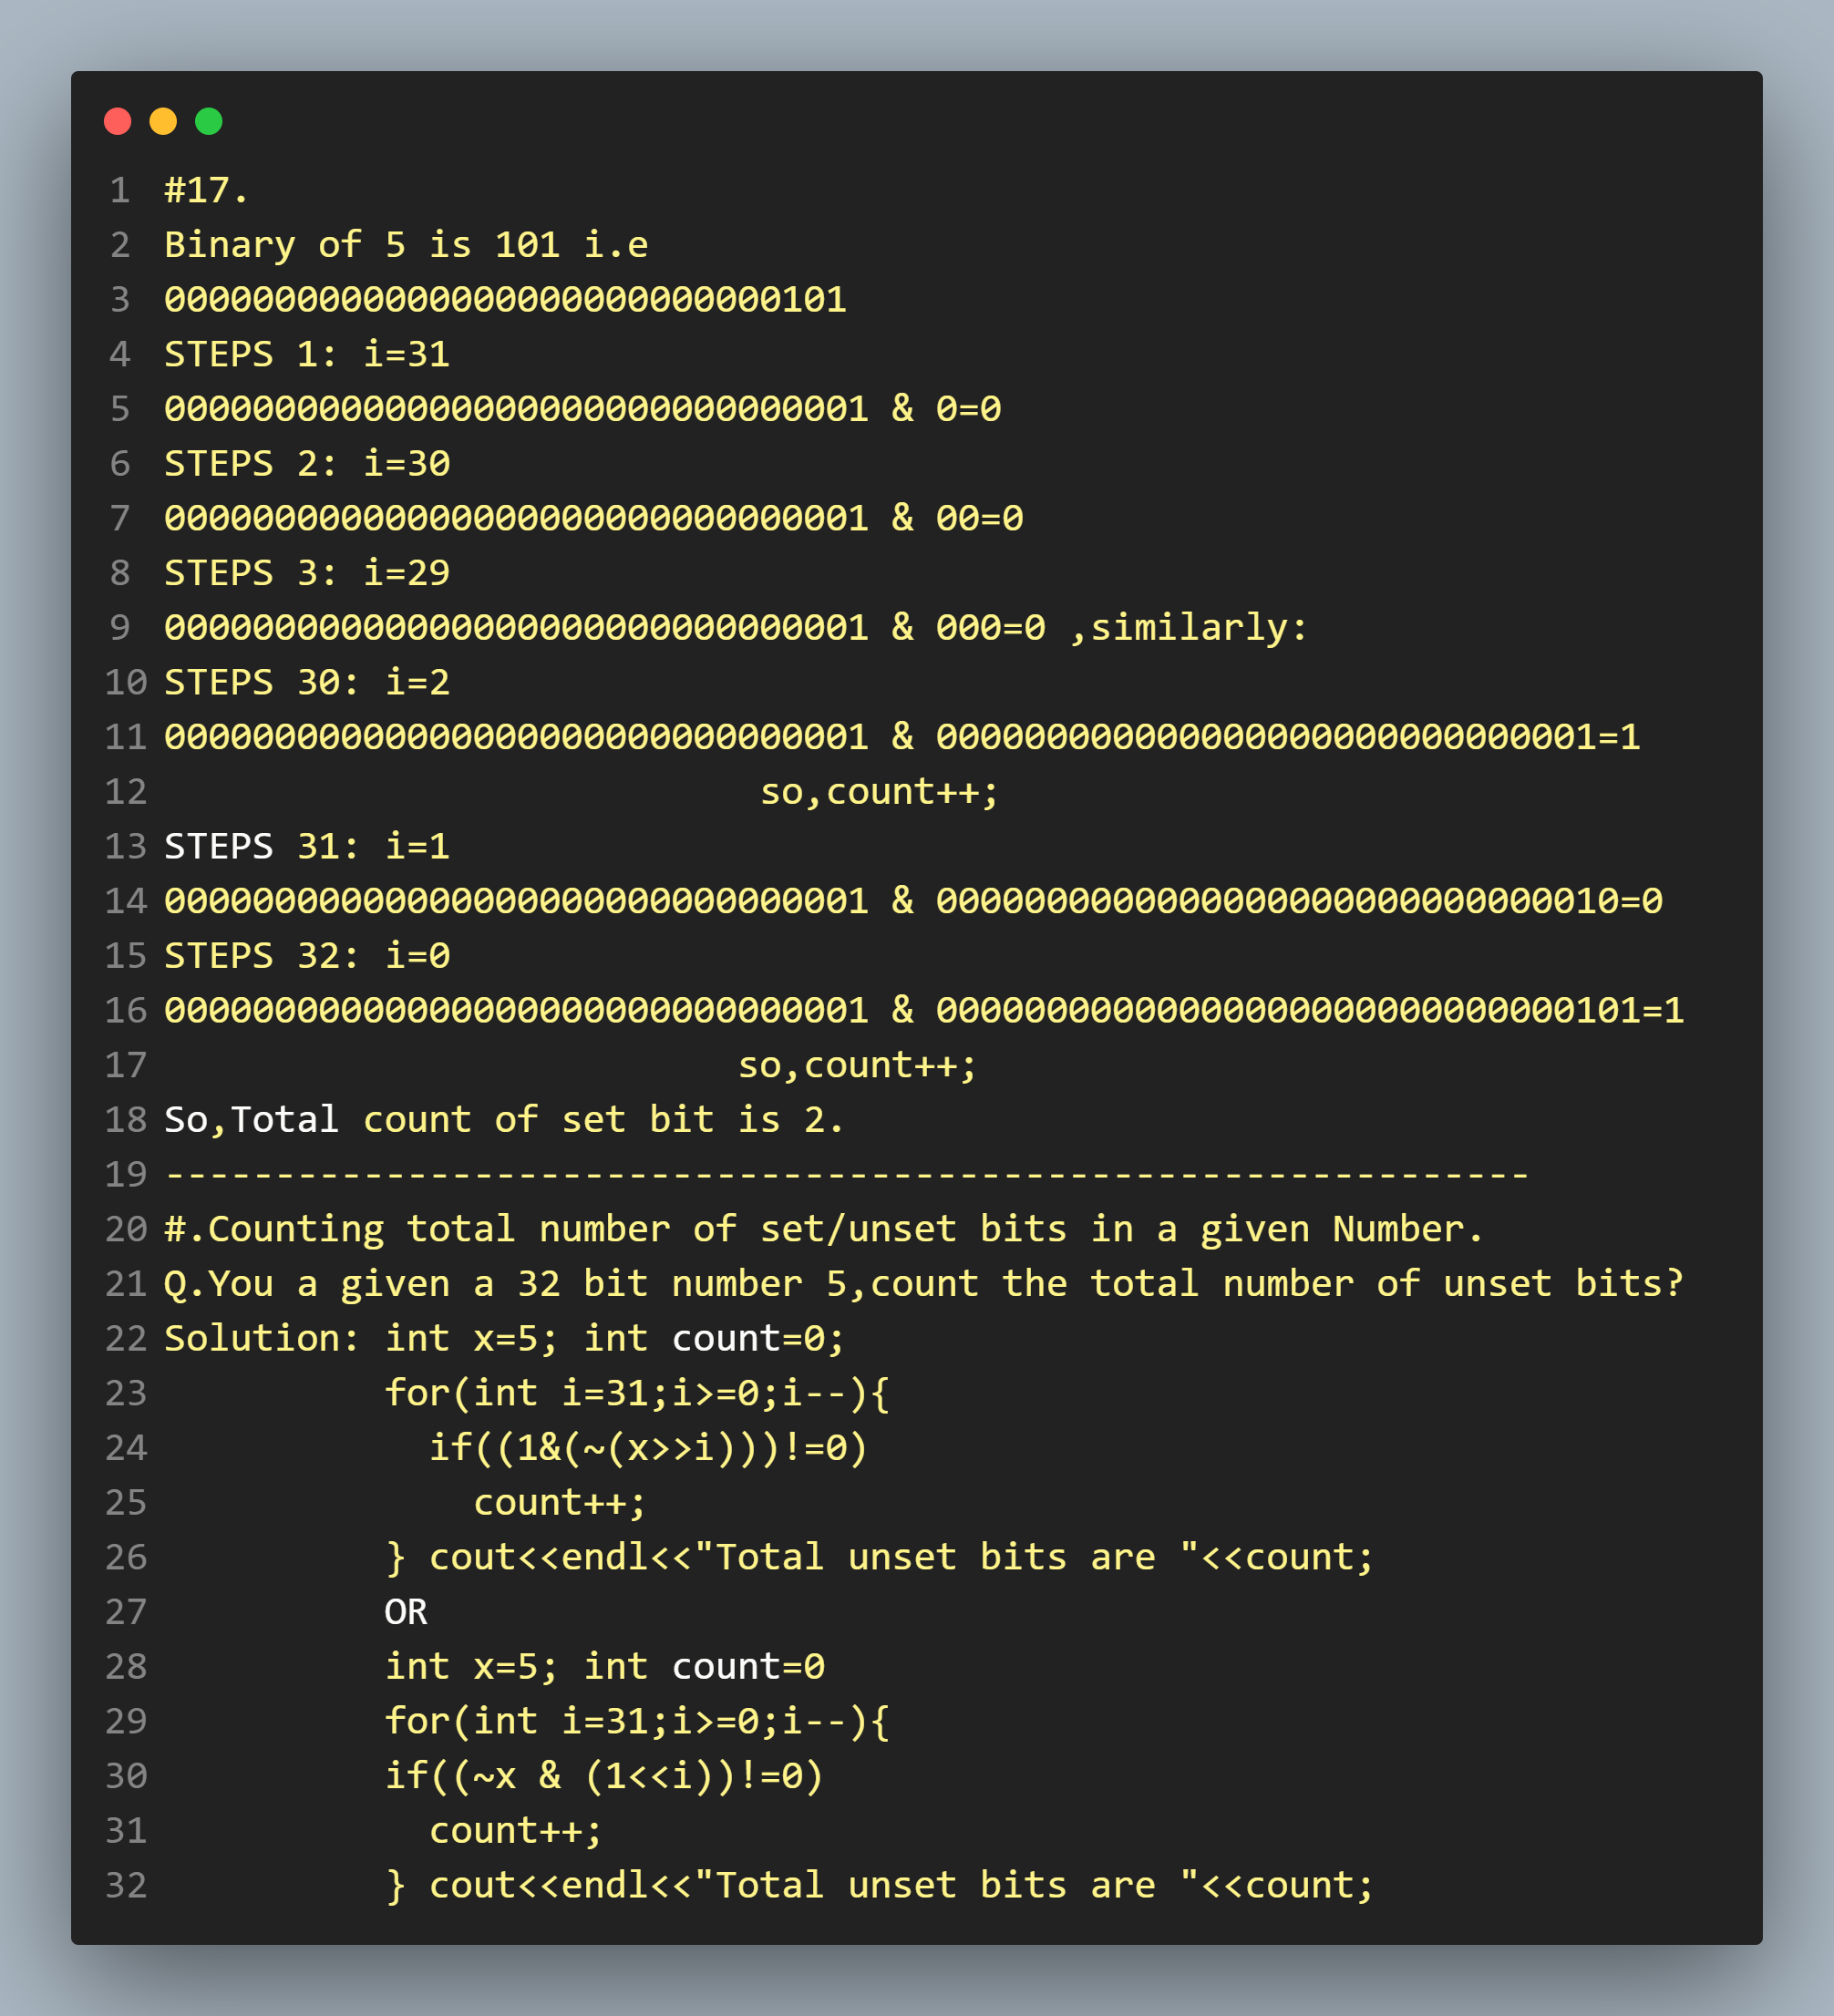 1 #17.
2 Binary of 5 is 101 i.e
3 0000000000000000000000000000101
4 STEPS 1: i=31
5 00000000000000000000000000000001 & 0=0
6 STEPS 2: i=30
7 00000000000000000000000000000001 & 00=0
8 STEPS 3: i=29
9 00000000000000000000000000000001 & 000=0 ,similarly:
10 STEPS 30: i=2
11 00000000000000000000000000000001 & 000000000000000000000000000001=1
12 so,count++;
13 STEPS 31: i=1
14 00000000000000000000000000000001 & 0000000000000000000000000000010=0
15 STEPS 32: i=0
16 00000000000000000000000000000001 & 00000000000000000000000000000101=1
17 so,count++;
18 So,Total count of set bit is 2.
19 --------------------------------------------------------------
20 #.Counting total number of set/unset bits in a given Number.
21 Q.You a given a 32 bit number 5,count the total number of unset bits?
22 Solution: int x=5; int count=0;
23 for(int i=31;i>=0;i--){
24 if((1&(~(x>>i)))!=0)
25 count++;
26 } cout<<endl<<"Total unset bits are "<<count;
27 OR
28 int x=5; int count=0
29 for(int i=31;i>=0;i--){
30 if((~x & (1<<i))!=0)
31 count++;
32 } cout<<endl<<"Total unset bits are "<<count;